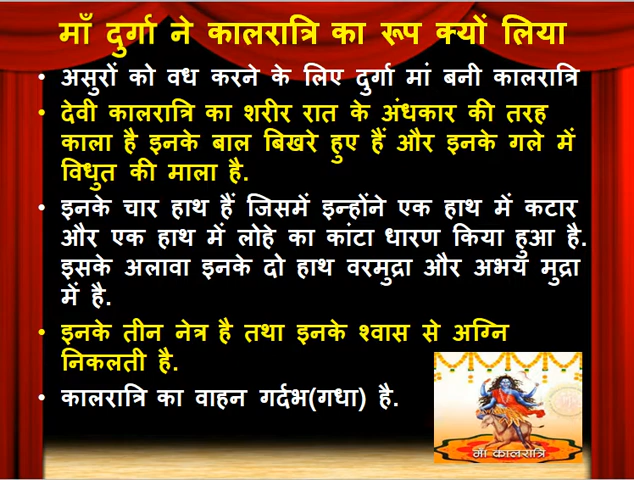 माँ दुर्गा ने कालरात्रि का रूप क्यों लिया
• असुरों को वध करने के लिए दुर्गा मां बनी कालरात्रि
• देवी कालरात्रि का शरीर रात के अंधकार की तरह
काला है इनके बाल बिखरे हुए हैं और इनके गले में
विधुत की माला है.
• इनके चार हाथ हैं जिसमें इन्होंने एक हाथ में कटार
और एक हाथ में लोहे का कांटा धारण किया हुआ है.
इसके अलावा इनके दो हाथ वरमुद्रा और अभय मुद्रा
में है.
• इनके तीन नेत्र है तथा इनके श्वास से अग्नि
निकलती है.
• कालरात्रि का वाहन गर्दभ(गधा) है.
माँ कालरात्रि